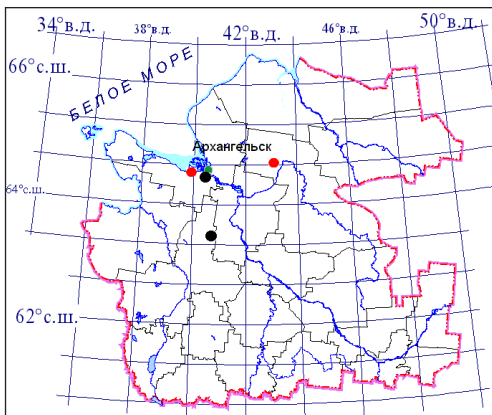 34°в.д.
38°в.д.
42°в.д.
46°в.д.
50°в.д.
66°с.ш.
БЕЛОЕ МОРЕ
Архангельск
64°с.ш.
62°с.ш.